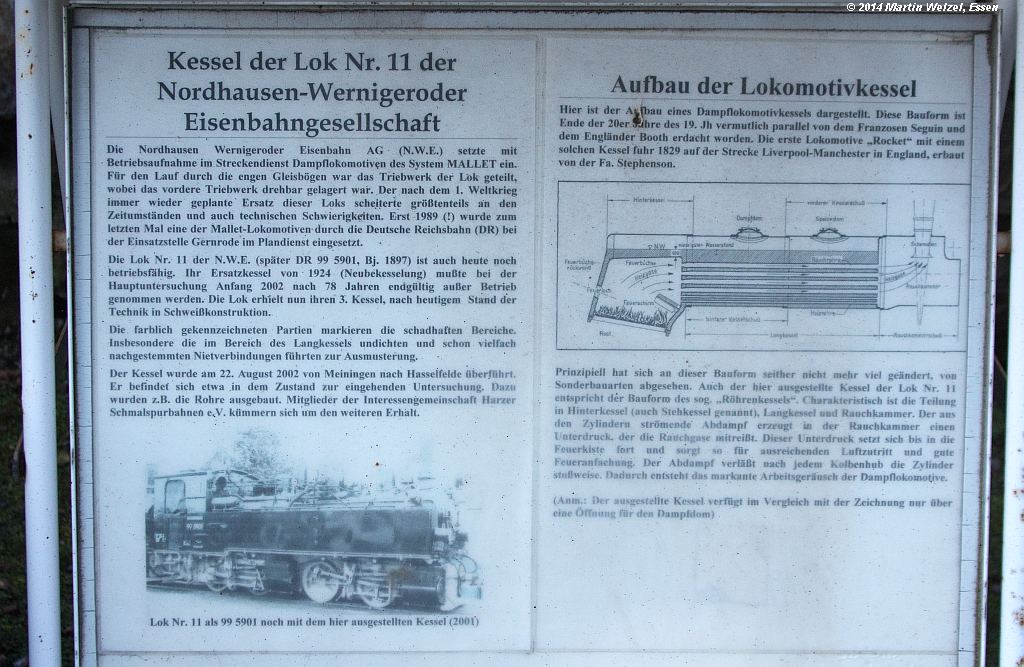 © 2014 Martin Welzel, Essen
Kessel der Lok Nr. 11 der
Nordhausen-Wernigeroder
Eisenbahngesellschaft
Die Nordhausen Wernigeroder Eisenbahn AG (N.W.E.) setzte mit
Betriebsaufnahme im Streckendienst Dampflokomotiven des System MALLET ein.
Für den Lauf durch die engen Gleisbögen war das Triebwerk der Lok geteilt,
wobei das vordere Triebwerk drehbar gelagert war. Der nach dem 1. Weltkrieg
immer wieder geplante Ersatz dieser Loks scheiterte größtenteils an den
Zeitumständen und auch technischen Schwierigkeiten. Erst 1989 (!) wurde zum
letzten Mal eine der Mallet-Lokomotiven durch die Deutsche Reichsbahn (DR) bei
der Einsatzstelle Gernrode im Plandienst eingesetzt.
Die Lok Nr. 11 der N.W.E. (später DR 99 5901, Bj. 1897) ist auch heute noch
betriebsfähig. Ihr Ersatzkessel von 1924 (Neubekesselung) mußte bei der
Hauptuntersuchung Anfang 2002 nach 78 Jahren endgültig außer Betrieb
genommen werden. Die Lok erhielt nun ihren 3. Kessel, nach heutigem Stand der
Technik in Schweißkonstruktion.
Die farblich gekennzeichneten Partien markieren die schadhaften Bereiche.
Insbesondere die im Bereich des Langkessels undichten und schon vielfach
nachgestemmten Nietverbindungen führten zur Ausmusterung.
Der Kessel wurde am 22. August 2002 von Meiningen nach Hasselfelde überführt.
Er befindet sich etwa in dem Zustand zur eingehenden Untersuchung. Dazu
wurden z.B. die Rohre ausgebaut. Mitglieder der Interessengemeinschaft Harzer
Schmalspurbahnen e.V. kümmern sich um den weiteren Erhalt.
99 5901
Lok Nr. 11 als 99 5901 noch mit dem hier ausgestellten Kessel (2001)
Aufbau der Lokomotivkessel
Hier ist der Aufbau eines Dampflokomotivkessels dargestellt. Diese Bauform ist
Ende der 20er Jahre des 19. Jh vermutlich parallel von dem Franzosen Seguin und
dem Engländer Booth erdacht worden. Die erste Lokomotive „Rocket“ mit einem
solchen Kessel fuhr 1829 auf der Strecke Liverpool-Manchester in England, erbaut
von der Fa. Stephenson.
Hinterkessel
Dampfdom
Speisedom
vorderer Kesselschuß
N.W.
niedrigster Wasserstand
Schornstein
Feuerbüchs-
rückwand
Feuerbüchse
Feuerloch
Feuerschirm
Rauchkammer
Rost
hinterer Kesselschuß
Heizrohre
Langkessel
Rauchkammerschuß
Prinzipiell hat sich an dieser Bauform seither nicht mehr viel geändert, von
Sonderbauarten abgesehen. Auch der hier ausgestellte Kessel der Lok Nr. 11
entspricht der Bauform des sog. „Röhrenkessels“. Charakteristisch ist die Teilung
in Hinterkessel (auch Stehkessel genannt), Langkessel und Rauchkammer. Der aus
den Zylindern strömende Abdampf erzeugt in der Rauchkammer einen
Unterdruck, der die Rauchgase mitreißt. Dieser Unterdruck setzt sich bis in die
Feuerkiste fort und sorgt so für ausreichenden Luftzutritt und gute
Feueranfachung. Der Abdampf verläßt nach jedem Kolbenhub die Zylinder
stoßweise. Dadurch entsteht das markante Arbeitsgeräusch der Dampflokomotive.
(Anm.: Der ausgestellte Kessel verfügt im Vergleich mit der Zeichnung nur über
eine Öffnung für den Dampfdom)